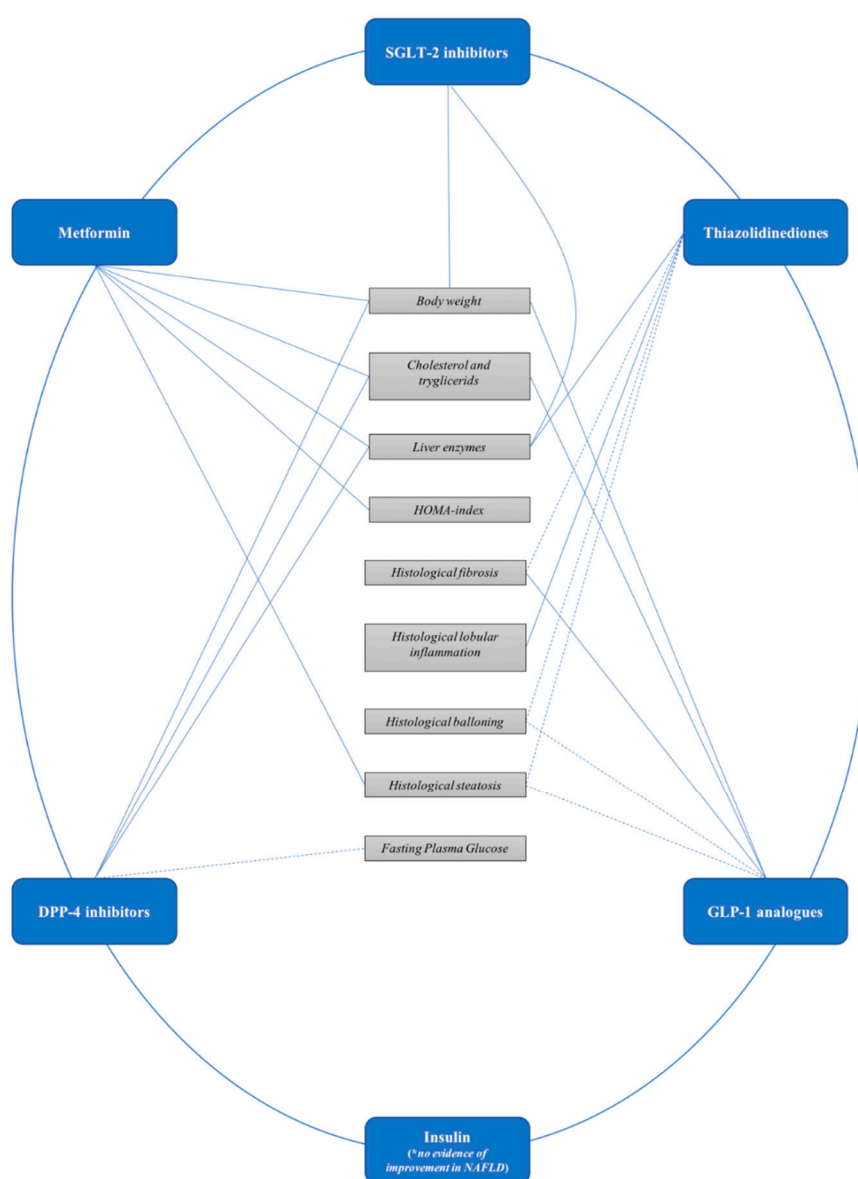 SGLT-2 inhibitors
Metformin
Thiazolidinediones
Body weight
Cholesterol and
tryglicerids
Liver enzymes
HOMA-index
Histological fibrosis
Histological lobular
inflammation
Histological balloning
Histological steatosis
Fasting Plasma Glucose
DPP-4 inhibitors
GLP-1 analogues
Insulin
(*no evidence of
improvement in NAFLD)